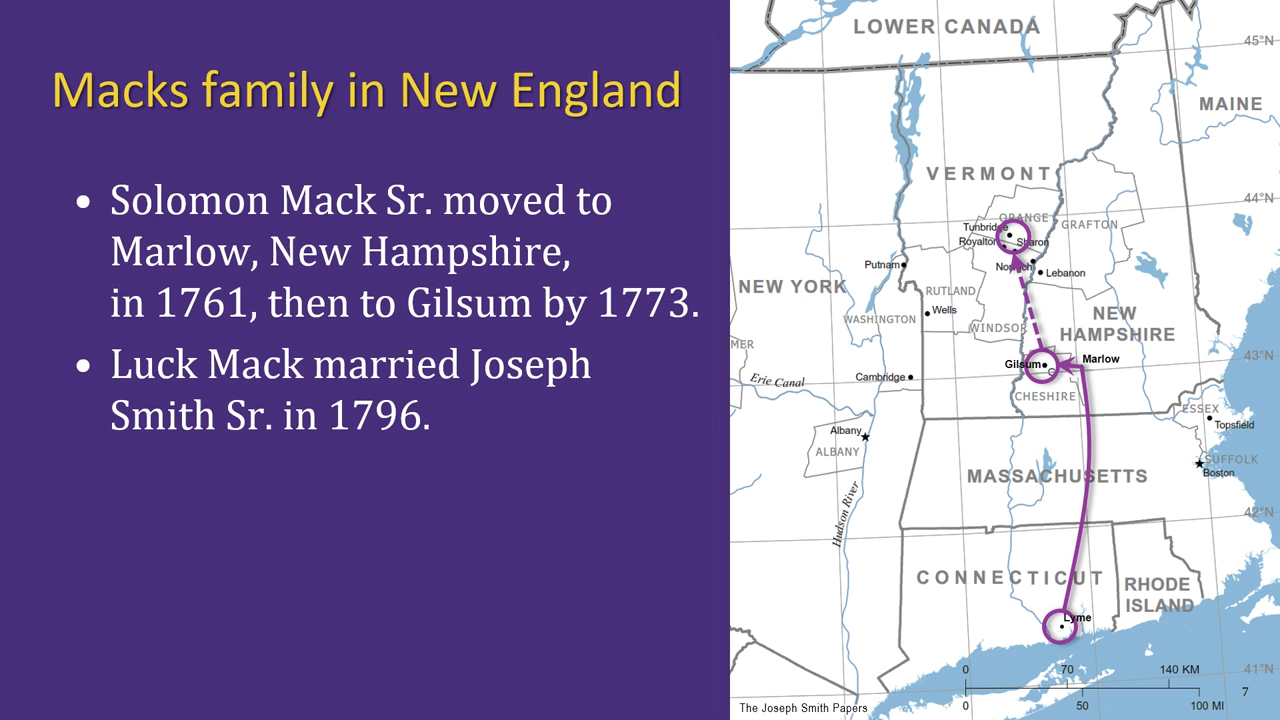 Macks family in New England
• Solomon Mack Sr. moved to
Marlow, New Hampshire,
in 1761, then to Gilsum by 1773.
• Luck Mack married Joseph
Smith Sr. in 1796.
LOWER CANADA
45°N
MAINE
VERMONT
44°N
ORANGE
GRAFTON
Tunbridge
Royalton
Sharon
Putnam
Norwich
Lebanon
NEW YORK
RUTLAND
Wells
WASHINGTON
WINDSOR
NEW
HAMPSHIRE
MER
43°N
Gilsum
Marlow
Erie Canal
Cambridge
CHESHIRE
ESSEX
Topsfield
Albany
ALBANY
SUFFOLK
Boston
MASSACHUSETTS
Hudson River
42°N
CONNECTICUT
RHODE
ISLAND
Lyme
0 70 140 KM
41°N
7
0 50 100 MI
The Joseph Smith Papers